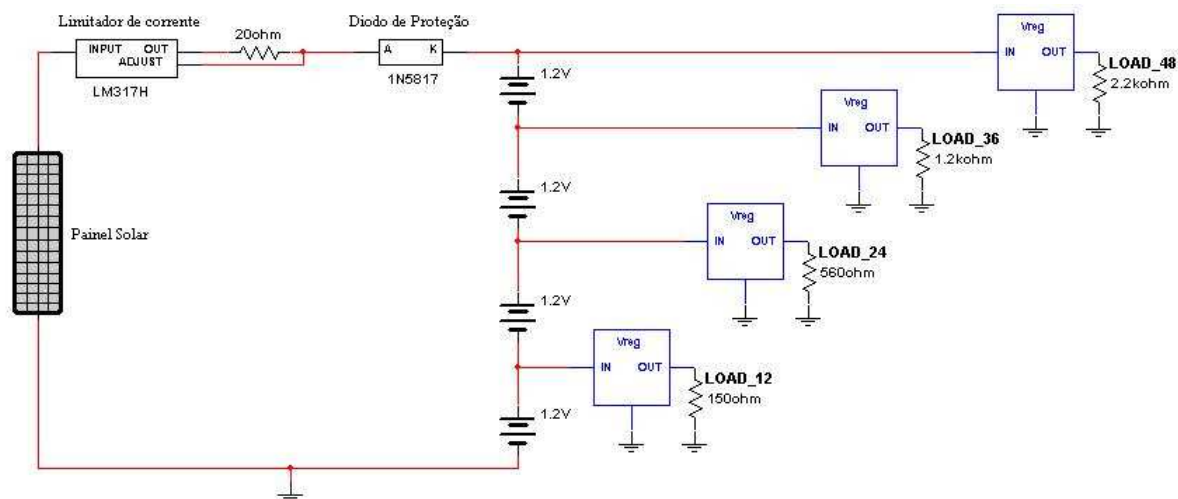 Limitador de corrente
Diodo de Proteção
20ohm
INPUT OUT
ADJUST
LM317H
A K
1N5817
1.2V
Vreg
IN OUT
LOAD_48
2.2kohm
Vreg
IN OUT
LOAD_36
1.2kohm
1.2V
Vreg
IN OUT
LOAD_24
560ohm
Painel Solar
1.2V
Vreg
IN OUT
LOAD_12
150ohm
1.2V